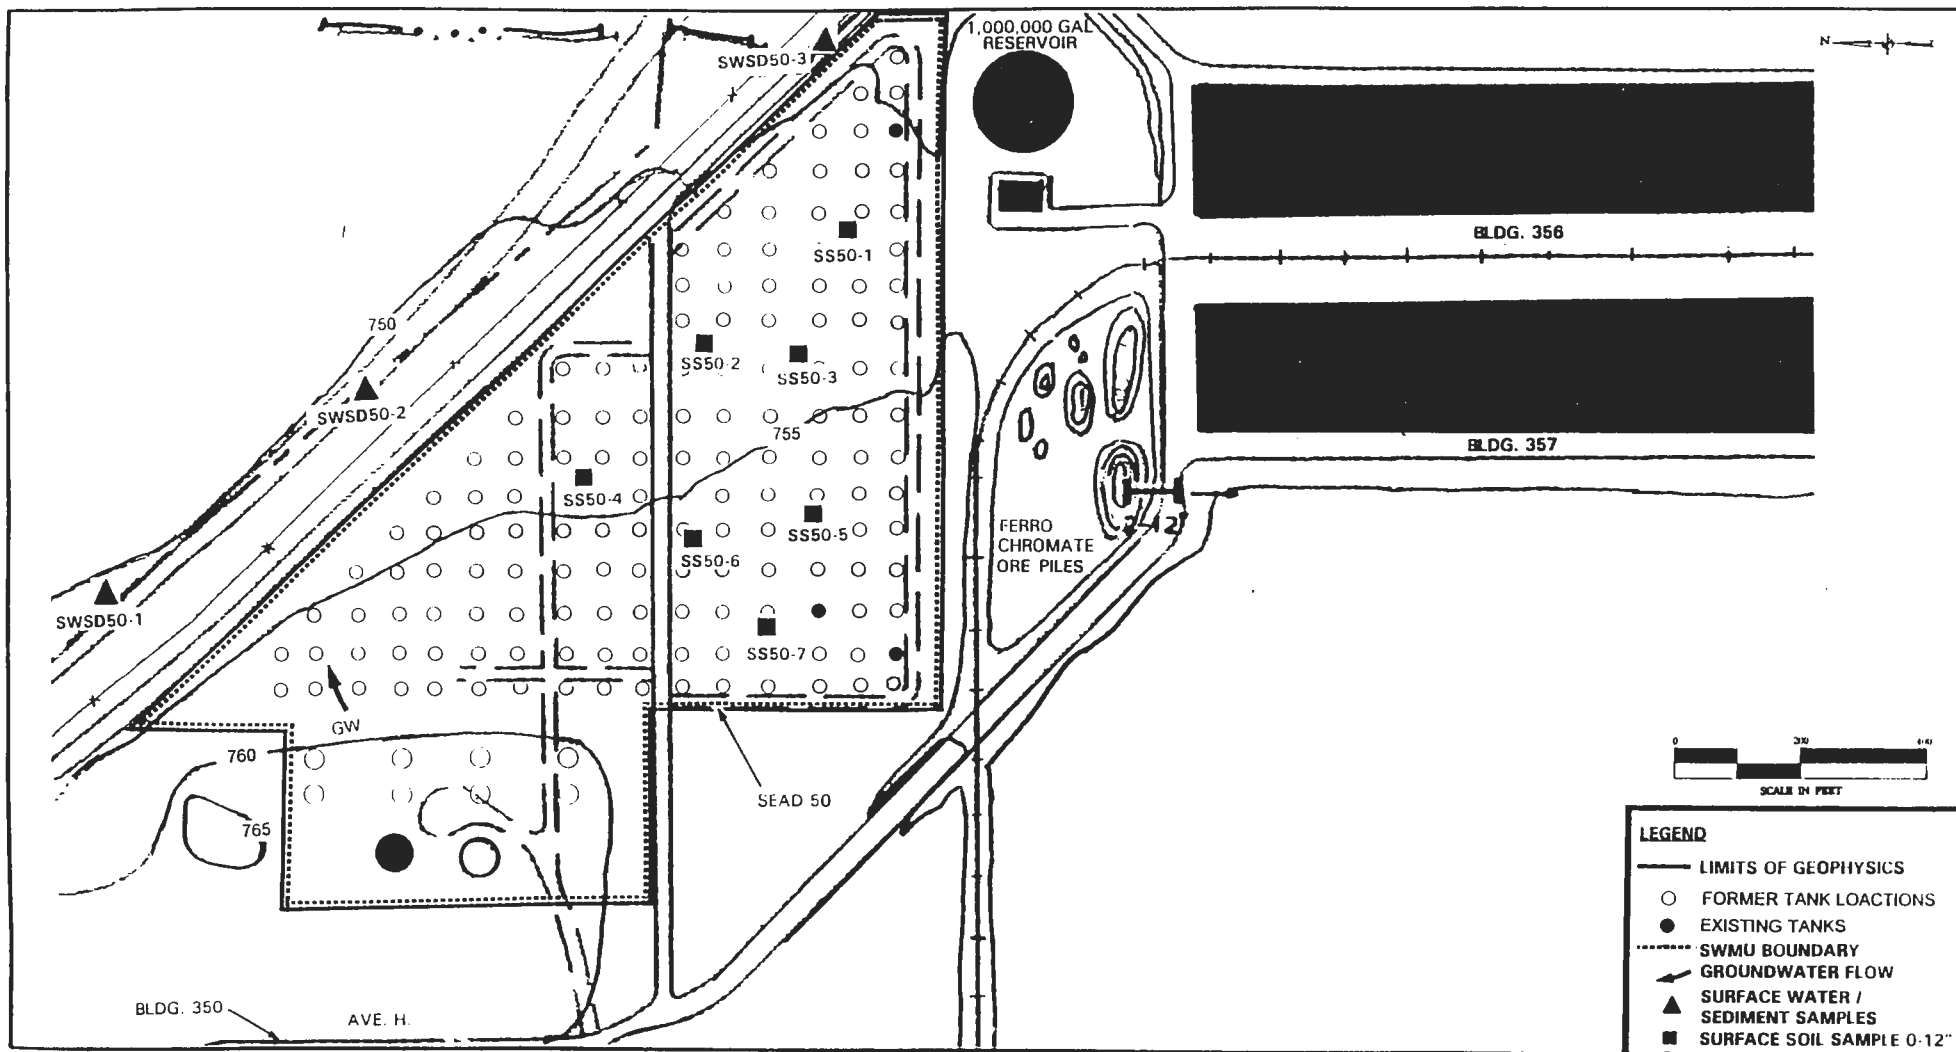 1,000,000 GAL
RESERVOIR
N
SWSD50-3
BLDG. 356
SS50-1
750
SS50-2
SS50-3
SWSD50-2
755
BLDG. 357
SS50-4
SS50-5
SS50-6
FERRO
CHROMATE
ORE PILES
SWSD50-1
SS50-7
GW
760
SEAD 50
765
0 200
SCALE IN FEET
LEGEND
LIMITS OF GEOPHYSICS
FORMER TANK LOACTIONS
EXISTING TANKS
SWMU BOUNDARY
GROUNDWATER FLOW
SURFACE WATER /
SEDIMENT SAMPLES
SURFACE SOIL SAMPLE 0-12"
BLDG. 350
AVE. H.